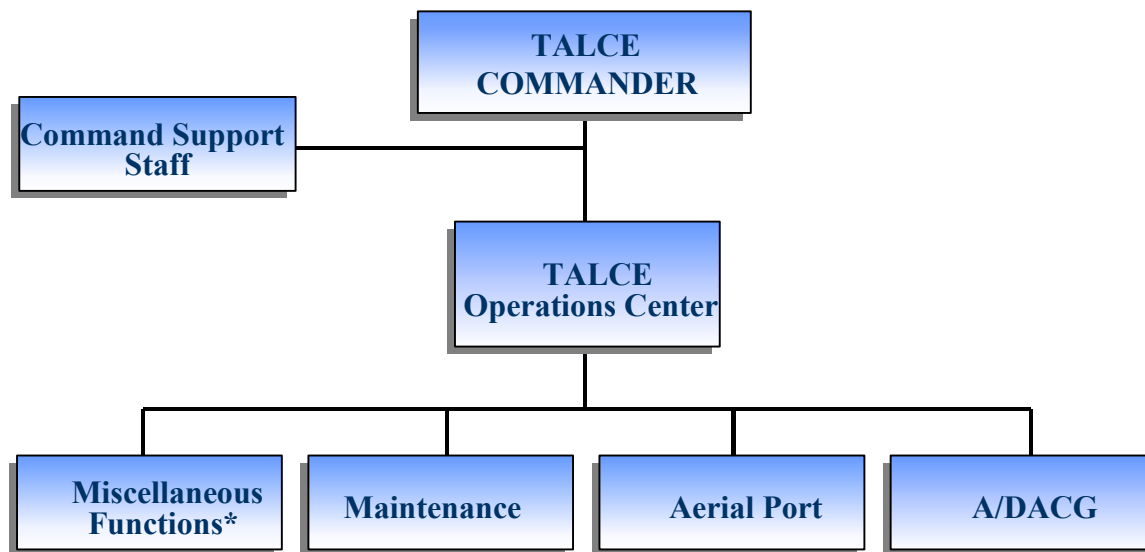 TALCE
COMMANDER
Command Support
Staff
TALCE
Operations Center
Miscellaneous
Functions*
Maintenance
Aerial Port
A/DACG